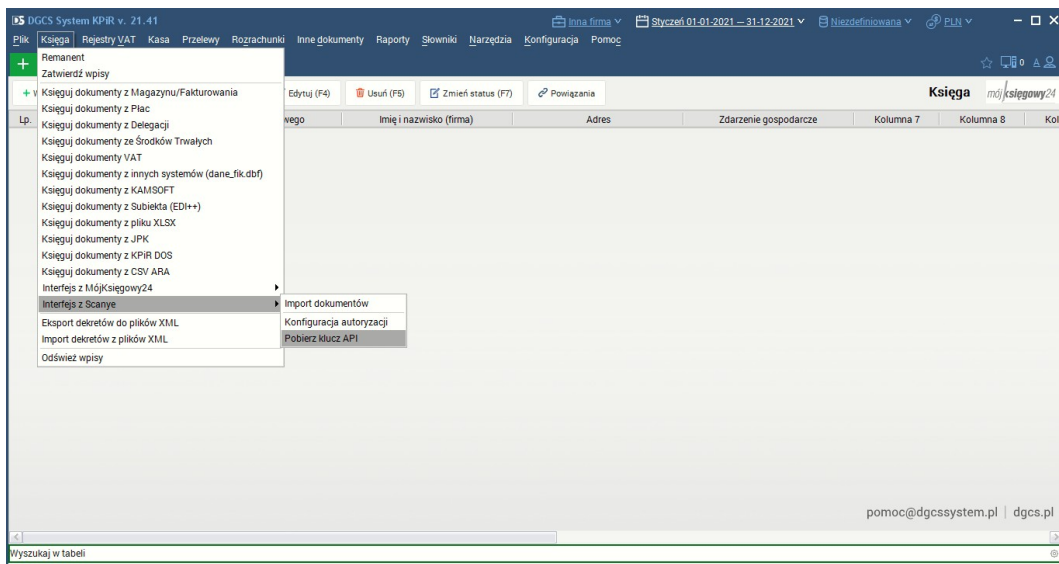 DGCS System KPiR v. 21.41
Inna firma
Styczeń 01-01-2021 — 31-12-2021
Niezdefiniowana
PLN
Plik Księga Rejestry VAT Kasa Przelewy Rozrachunki Inne dokumenty Raporty Słowniki Narzędzia Konfiguracja Pomoc
Remanent
Zatwierdź wpisy
0
A
Księguj dokumenty z Magazynu/Fakturowania
Edytuj (F4)
Usuń (F5)
Zmień status (F7)
Powiązania
Księga
mójksięgowy24
Księguj dokumenty z Płac
Lp.
Imię i nazwisko (firma)
Adres
Zdarzenie gospodarcze
Kolumna 7
Kolumna 8
Kol
Księguj dokumenty z Delegacji
Księguj dokumenty ze Środków Trwałych
Księguj dokumenty VAT
Księguj dokumenty z innych systemów (dane_fik.dbf)
Księguj dokumenty z KAMSOFT
Księguj dokumenty z Subiekta (EDI++)
Księguj dokumenty z pliku XLSX
Księguj dokumenty z JPK
Księguj dokumenty z KPiR DOS
Księguj dokumenty z CSV ARA
Interfejs z MójKsięgowy24
Interfejs z Scanye
Import dokumentów
Konfiguracja autoryzacji
Pobierz klucz API
Eksport dekretów do plików XML
Import dekretów z plików XML
Odśwież wpisy
pomoc@dgcssystem.pl | dgcs.pl
Wyszukaj w tabeli